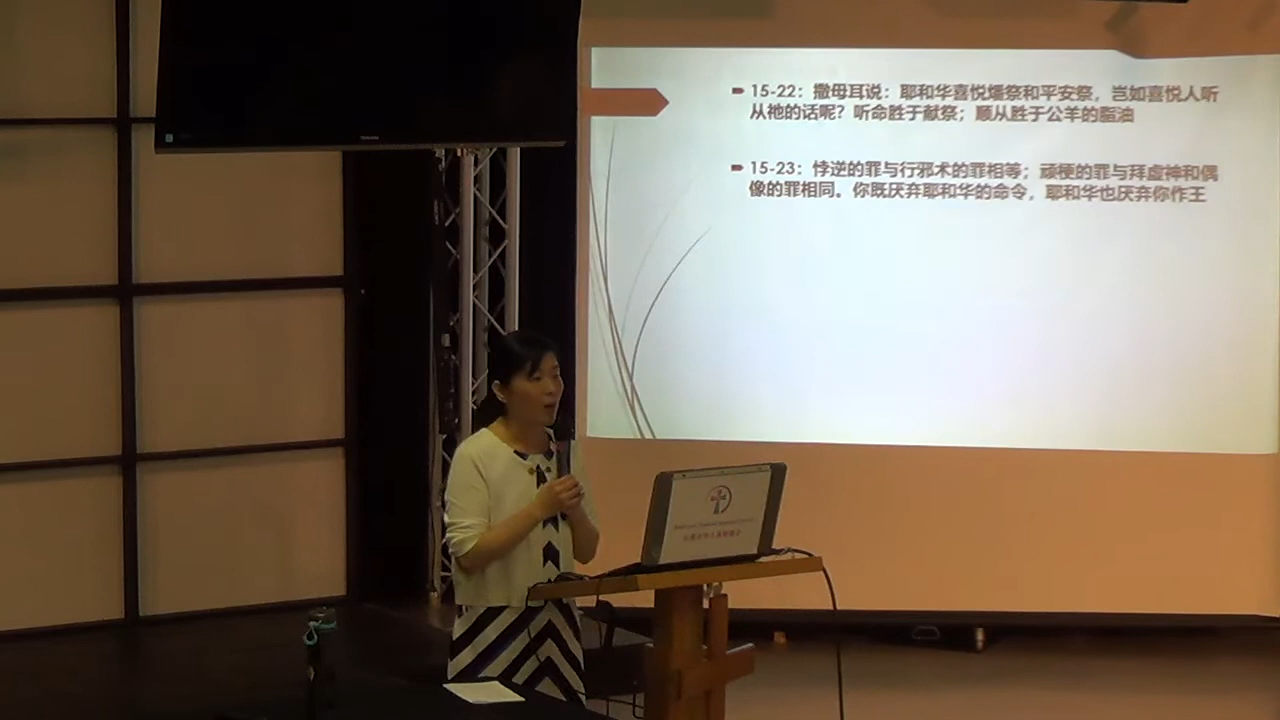 15-22：撒母耳说：耶和华喜悦燔祭和平安祭，岂如喜悦人听
从祂的话呢？听命胜于献祭；顺从胜于公羊的脂油
15-23：悖逆的罪与行邪术的罪相等；顽梗的罪与拜虚神和偶
像的罪相同。你既厌弃耶和华的命令，耶和华也厌弃你作王